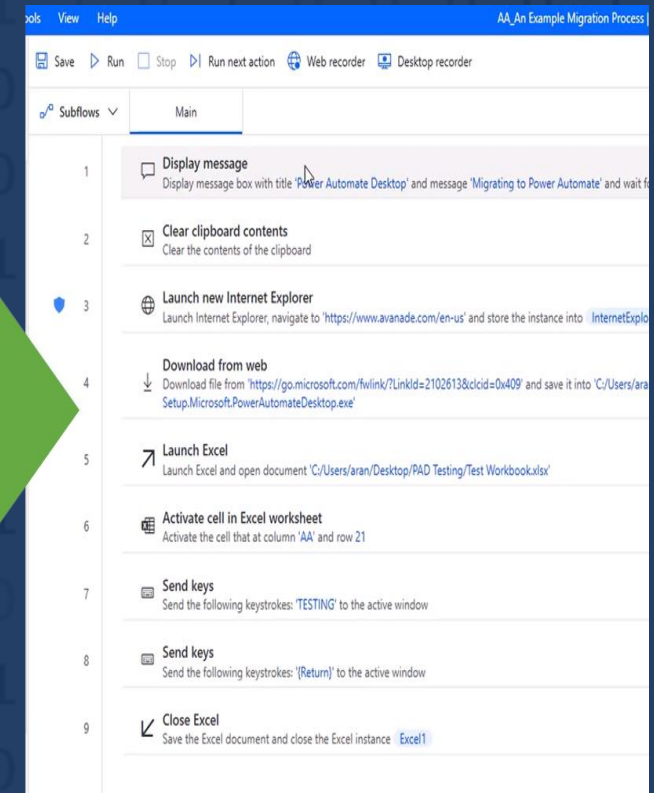 ools View Help AA_An Example Migration Process |
Save Run Stop Run next action Web recorder Desktop recorder
Subflows Main
1 Display message
Display message box with title 'Power Automate Desktop' and message 'Migrating to Power Automate' and wait fo
2 Clear clipboard contents
Clear the contents of the clipboard
3 Launch new Internet Explorer
Launch Internet Explorer, navigate to 'https://www.avanade.com/en-us' and store the instance into InternetExplo
Download from web
4 Download file from 'https://go.microsoft.com/fwlink/?LinkId=2102613&clcid=0x409' and save it into 'C:/Users/ara
Setup.Microsoft.PowerAutomateDesktop.exe'
5 Launch Excel
Launch Excel and open document 'C:/Users/aran/Desktop/PAD Testing/Test Workbook.xlsx'
6 Activate cell in Excel worksheet
Activate the cell that at column 'AA' and row 21
7 Send keys
Send the following keystrokes: 'TESTING' to the active window
8 Send keys
Send the following keystrokes: '{Return}' to the active window
9 Close Excel
Save the Excel document and close the Excel instance Excel1